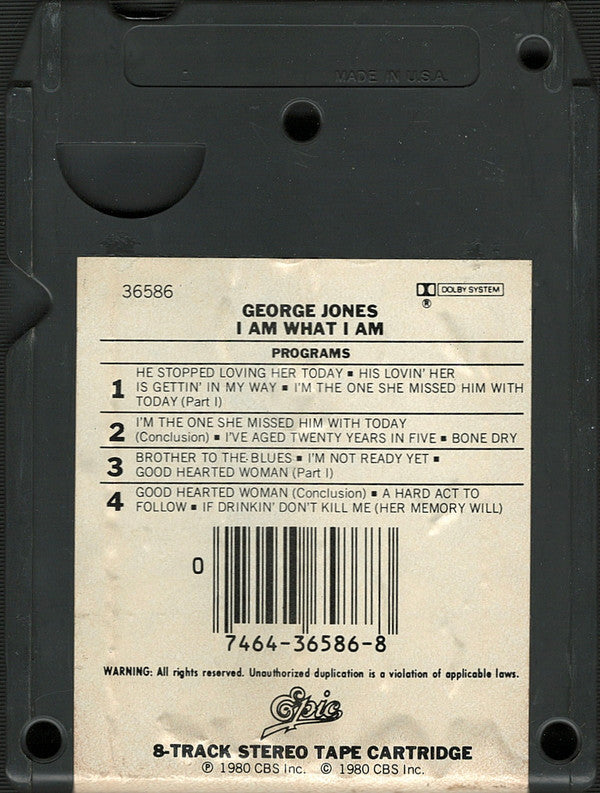 MADE IN U.S.A.
36586
DOLBY SYSTEM
®
GEORGE JONES
I AM WHAT I AM
PROGRAMS
1 HE STOPPED LOVING HER TODAY ▪ HIS LOVIN' HER
IS GETTIN' IN MY WAY ▪ I'M THE ONE SHE MISSED HIM WITH
TODAY (Part I)
2 I'M THE ONE SHE MISSED HIM WITH TODAY
(Conclusion) ▪ I'VE AGED TWENTY YEARS IN FIVE ▪ BONE DRY
3 BROTHER TO THE BLUES ▪ I'M NOT READY YET ▪
GOOD HEARTED WOMAN (Part I)
4 GOOD HEARTED WOMAN (Conclusion) ▪ A HARD ACT TO
FOLLOW ▪ IF DRINKIN' DON'T KILL ME (HER MEMORY WILL)
0
7464-36586-8
WARNING: All rights reserved. Unauthorized duplication is a violation of applicable laws.
Epic
8-TRACK STEREO TAPE CARTRIDGE
℗ 1980 CBS Inc. © 1980 CBS Inc.